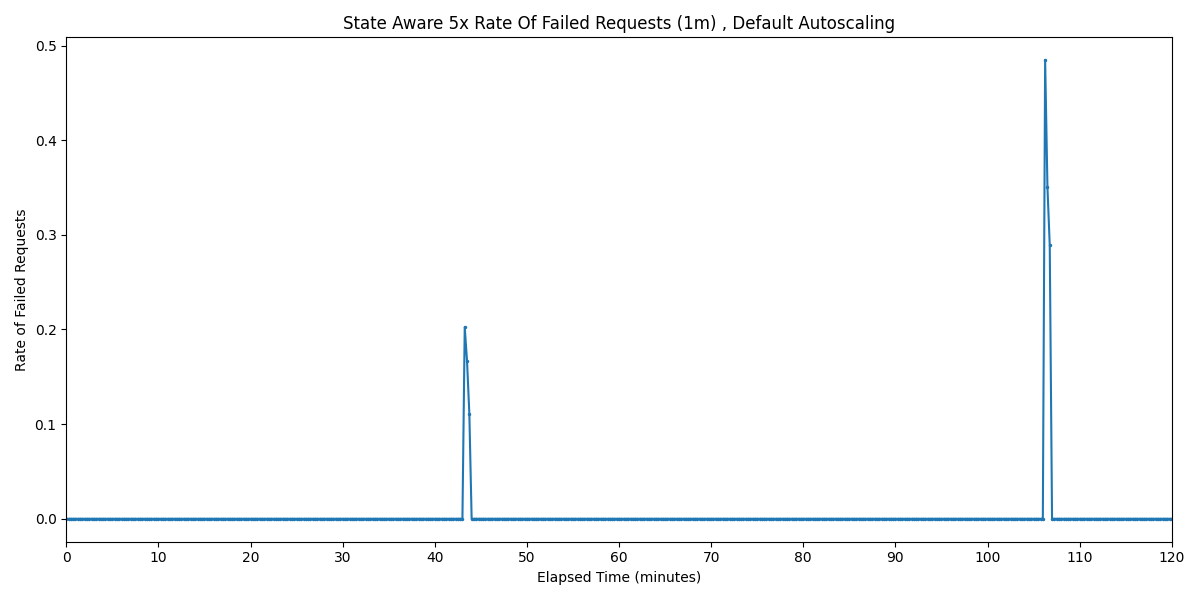 State Aware 5x Rate Of Failed Requests (1m) , Default Autoscaling
0.5
0.4
0.3
0.2
0.1
0.0
Rate of Failed Requests
0 10 20 30 40 50 60 70 80 90 100 110 120
Elapsed Time (minutes)